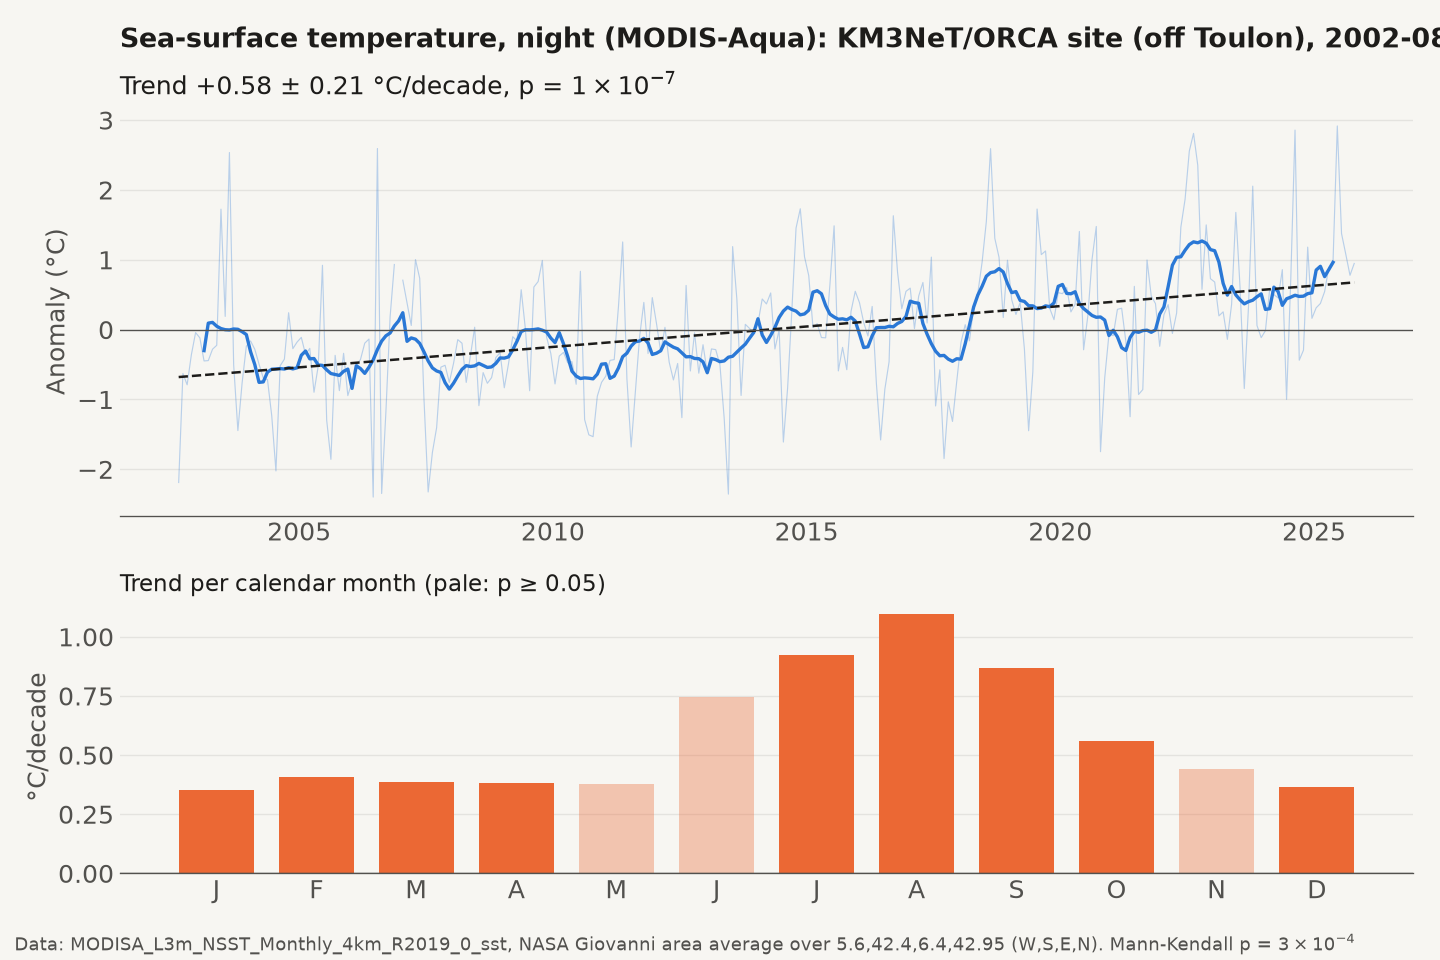 Sea-surface temperature, night (MODIS-Aqua): KM3NeT/ORCA site (off Toulon), 2002-08
Trend +0.58 ± 0.21 °C/decade, p = 1 × 10⁻⁷
3
2
1
0
−1
−2
Anomaly (°C)
2005 2010 2015 2020 2025
Trend per calendar month (pale: p ≥ 0.05)
1.00
0.75
0.50
0.25
0.00
°C/decade
J F M A M J J A S O N D
Data: MODISA_L3m_NSST_Monthly_4km_R2019_0_sst, NASA Giovanni area average over 5.6,42.4,6.4,42.95 (W,S,E,N). Mann-Kendall p = 3 × 10⁻⁴